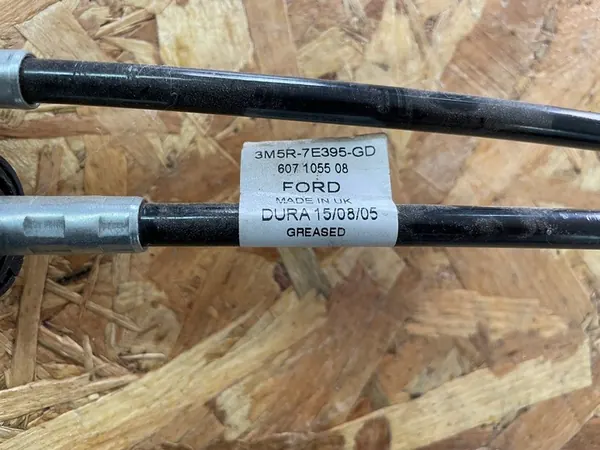 3M5R-7E395-GD
607 1055 08
FORD
MADE IN UK
DURA 15/08/05
GREASED